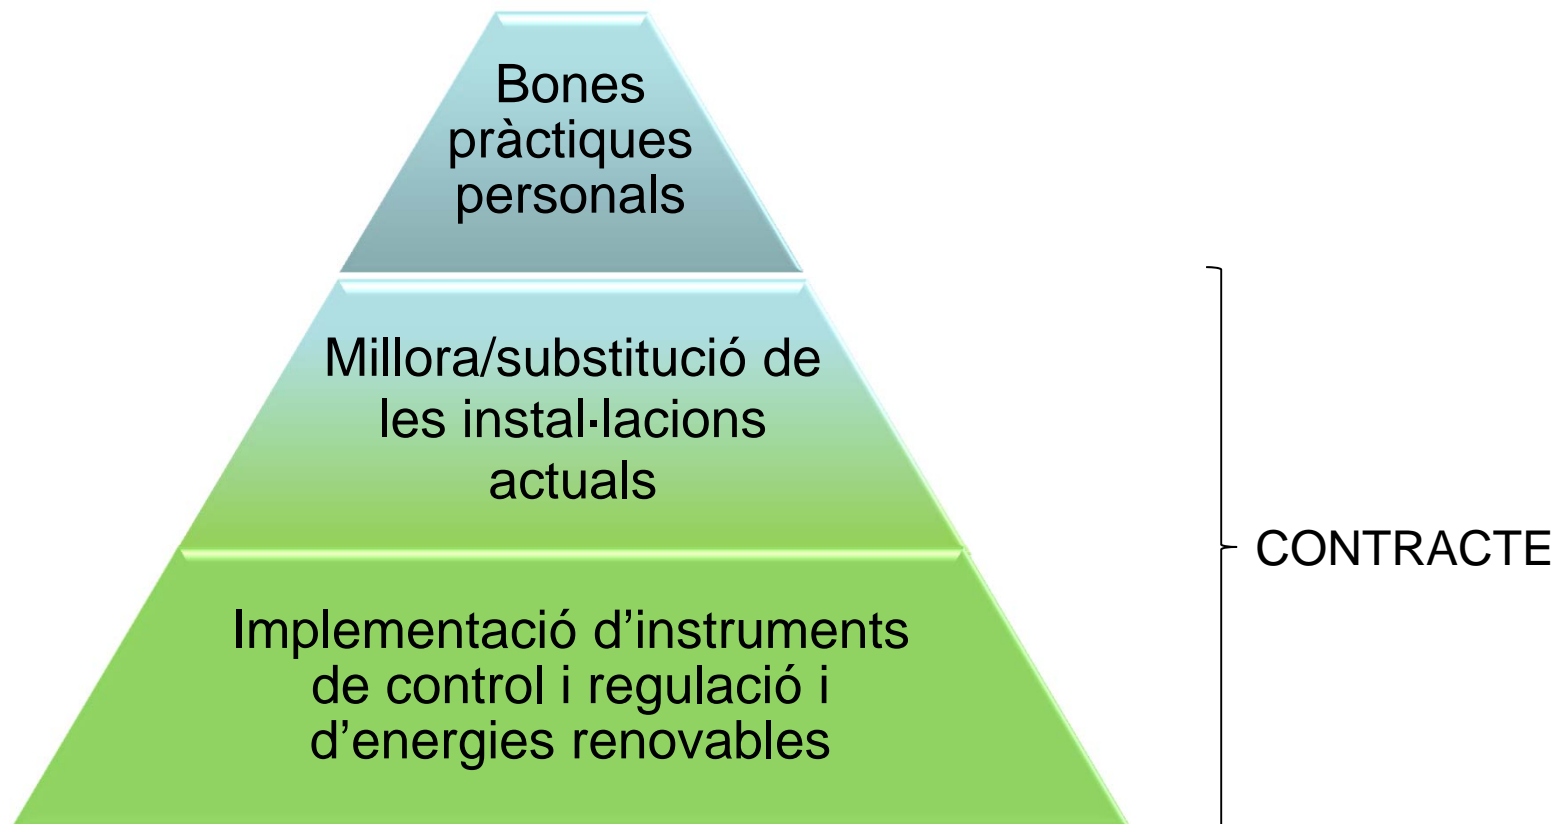 Bones
pràctiques
personals
Millora/substitució de
les instal·lacions
actuals
CONTRACTE
Implementació d’instruments
de control i regulació i
d’energies renovables